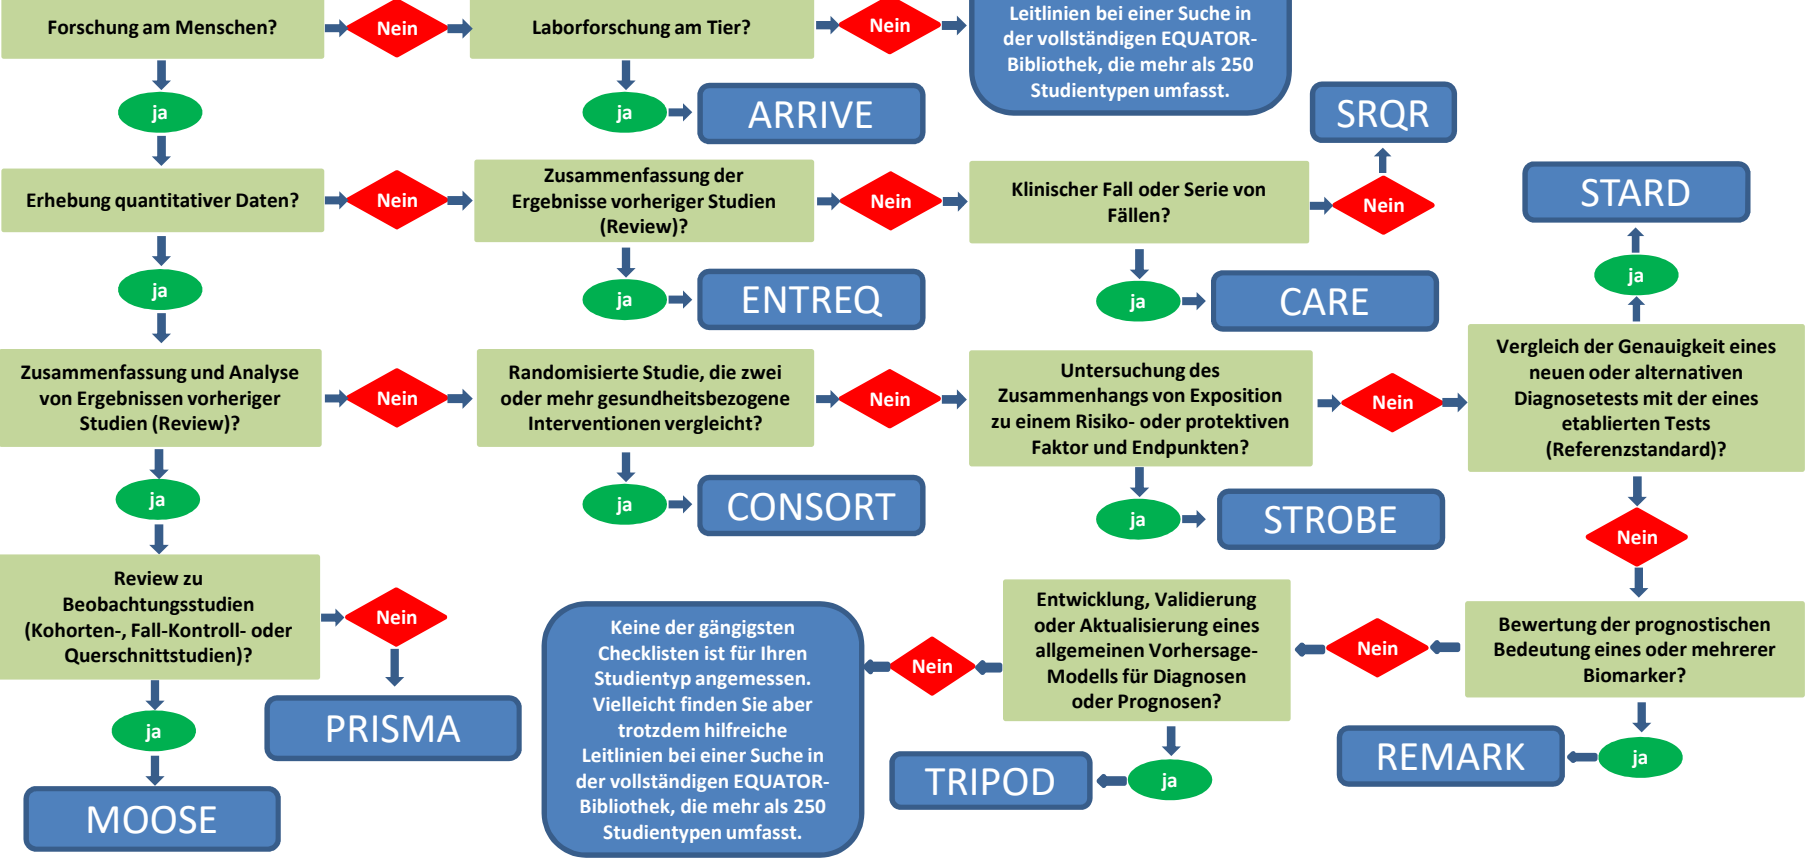 Forschung am Menschen?
Nein
Laborforschung am Tier?
Nein
Leitlinien bei einer Suche in
der vollständigen EQUATOR-
Bibliothek, die mehr als 250
Studientypen umfasst.
ja
ja
ARRIVE
SRQR
Erhebung quantitativer Daten?
Nein
Zusammenfassung der
Ergebnisse vorheriger Studien
(Review)?
Nein
Klinischer Fall oder Serie von
Fällen?
Nein
STARD
ja
ja
ENTREQ
ja
CARE
ja
Zusammenfassung und Analyse
von Ergebnissen vorheriger
Studien (Review)?
Nein
Randomisierte Studie, die zwei
oder mehr gesundheitsbezogene
Interventionen vergleicht?
Nein
Untersuchung des
Zusammenhangs von Exposition
zu einem Risiko- oder protektiven
Faktor und Endpunkten?
Nein
Vergleich der Genauigkeit eines
neuen oder alternativen
Diagnosetests mit der eines
etablierten Tests
(Referenzstandard)?
ja
ja
CONSORT
ja
STROBE
Nein
Review zu
Beobachtungsstudien
(Kohorten-, Fall-Kontroll- oder
Querschnittstudien)?
Nein
Keine der gängigsten
Checklisten ist für Ihren
Studientyp angemessen.
Vielleicht finden Sie aber
trotzdem hilfreiche
Leitlinien bei einer Suche in
der vollständigen EQUATOR-
Bibliothek, die mehr als 250
Studientypen umfasst.
Nein
Entwicklung, Validierung
oder Aktualisierung eines
allgemeinen Vorhersage-
Modells für Diagnosen
oder Prognosen?
Nein
Bewertung der prognostischen
Bedeutung eines oder mehrerer
Biomarker?
ja
PRISMA
TRIPOD
ja
REMARK
ja
MOOSE